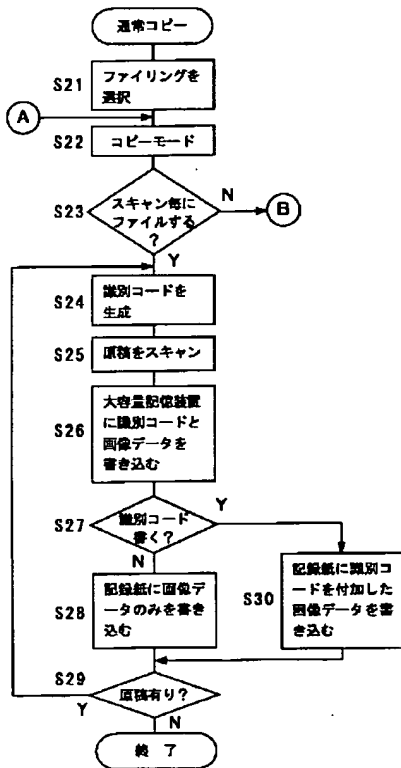 通常コピー
S21
ファイリングを
選択
A
S22
コピーモード
S23
スキャン毎に
ファイルする
?
N
B
Y
S24
識別コードを
生成
S25
原稿をスキャン
S26
大容量記憶装置
に識別コードと
画像データを
書き込む
S27
識別コード
書く?
Y
N
S28
記録紙に画像デ
ータのみを書き
込む
S30
記録紙に識別コ
ードを付加した
画像データを書
き込む
S29
原稿有り?
Y
N
終 了